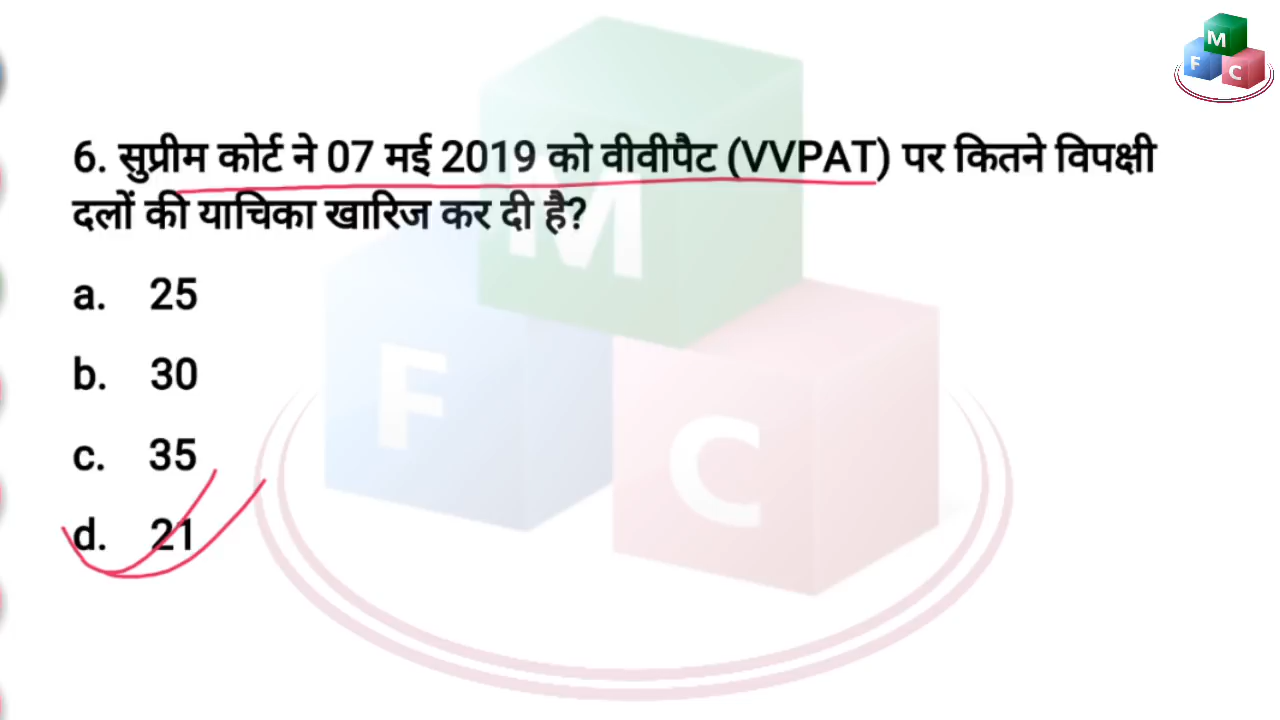 M
F
C
6. सुप्रीम कोर्ट ने 07 मई 2019 को वीवीपैट (VVPAT) पर कितने विपक्षी
दलों की याचिका खारिज कर दी है?
a. 25
b. 30
c. 35
d. 21
M
F
C